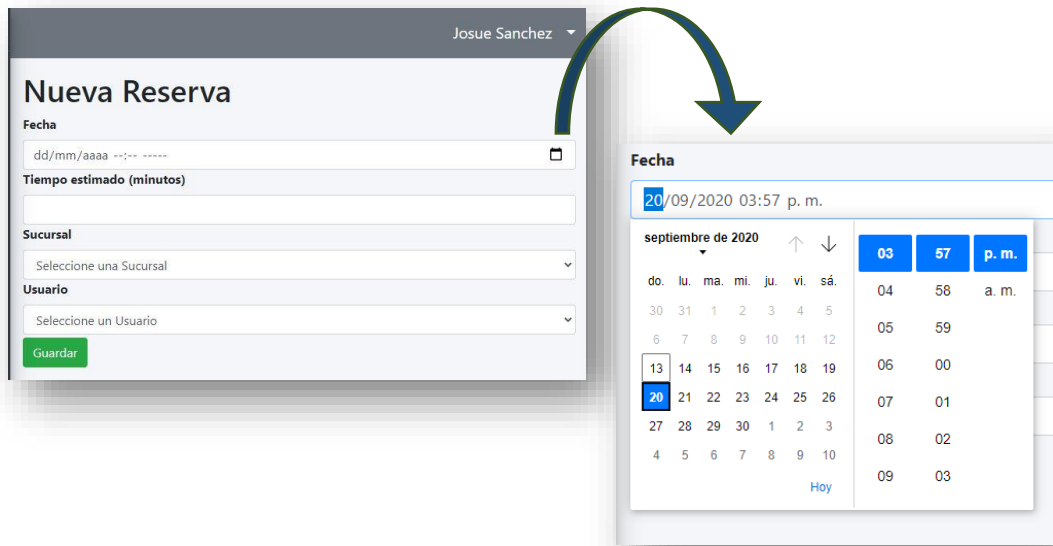 Josue Sanchez
Nueva Reserva
Fecha
dd/mm/aaaa --:-- -----
Tiempo estimado (minutos)
Sucursal
Seleccione una Sucursal
Usuario
Seleccione un Usuario
Guardar
Fecha
20/09/2020 03:57 p. m.
septiembre de 2020
do. lu. ma. mi. ju. vi. sá.
30 31 1 2 3 4 5
6 7 8 9 10 11 12
13 14 15 16 17 18 19
20 21 22 23 24 25 26
27 28 29 30 1 2 3
4 5 6 7 8 9 10
Hoy
03 57 p. m.
04 58 a. m.
05 59
06 00
07 01
08 02
09 03